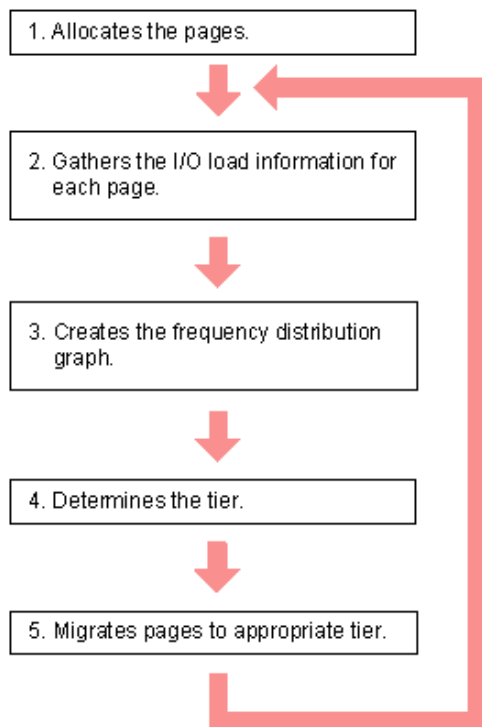 1. Allocates the pages.
2. Gathers the I/O load information for
each page.
3. Creates the frequency distribution
graph.
4. Determines the tier.
5. Migrates pages to appropriate tier.